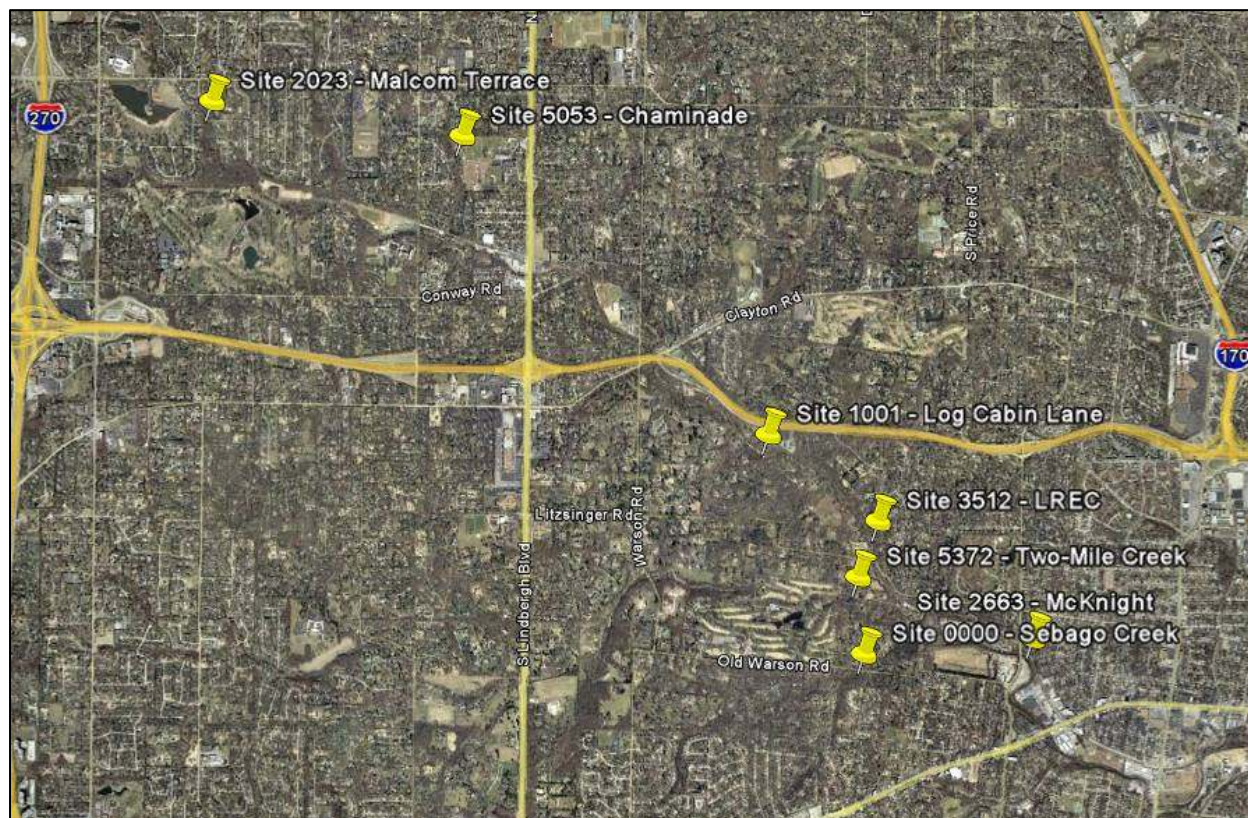 N
Site 2023 - Malcom Terrace
270
Site 5053 - Chaminade
S Price Rd
Conway Rd
Clayton Rd
170
Site 1001 - Log Cabin Lane
Site 3512 - LREC
Litzsinger Rd
Warson Rd
Site 5372 - Two-Mile Creek
S Lindbergh Blvd
Site 2663 - McKnight
Site 0000 - Sebago Creek
Old Warson Rd